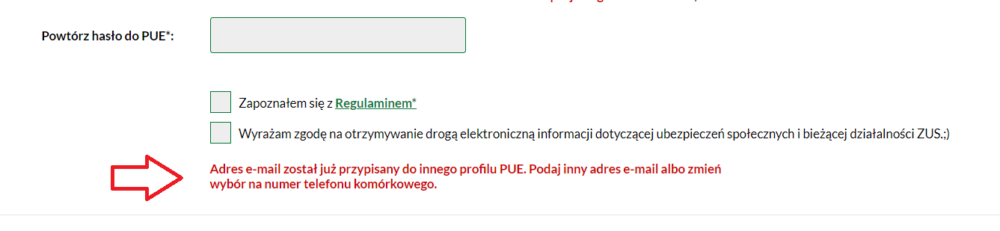 Powtórz hasło do PUE*:
Zapoznałem się z Regulaminem*
Wyrażam zgodę na otrzymywanie drogą elektroniczną informacji dotyczącej ubezpieczeń społecznych i bieżącej działalności ZUS.;)
Adres e-mail został już przypisany do innego profilu PUE. Podaj inny adres e-mail albo zmień
wybór na numer telefonu komórkowego.